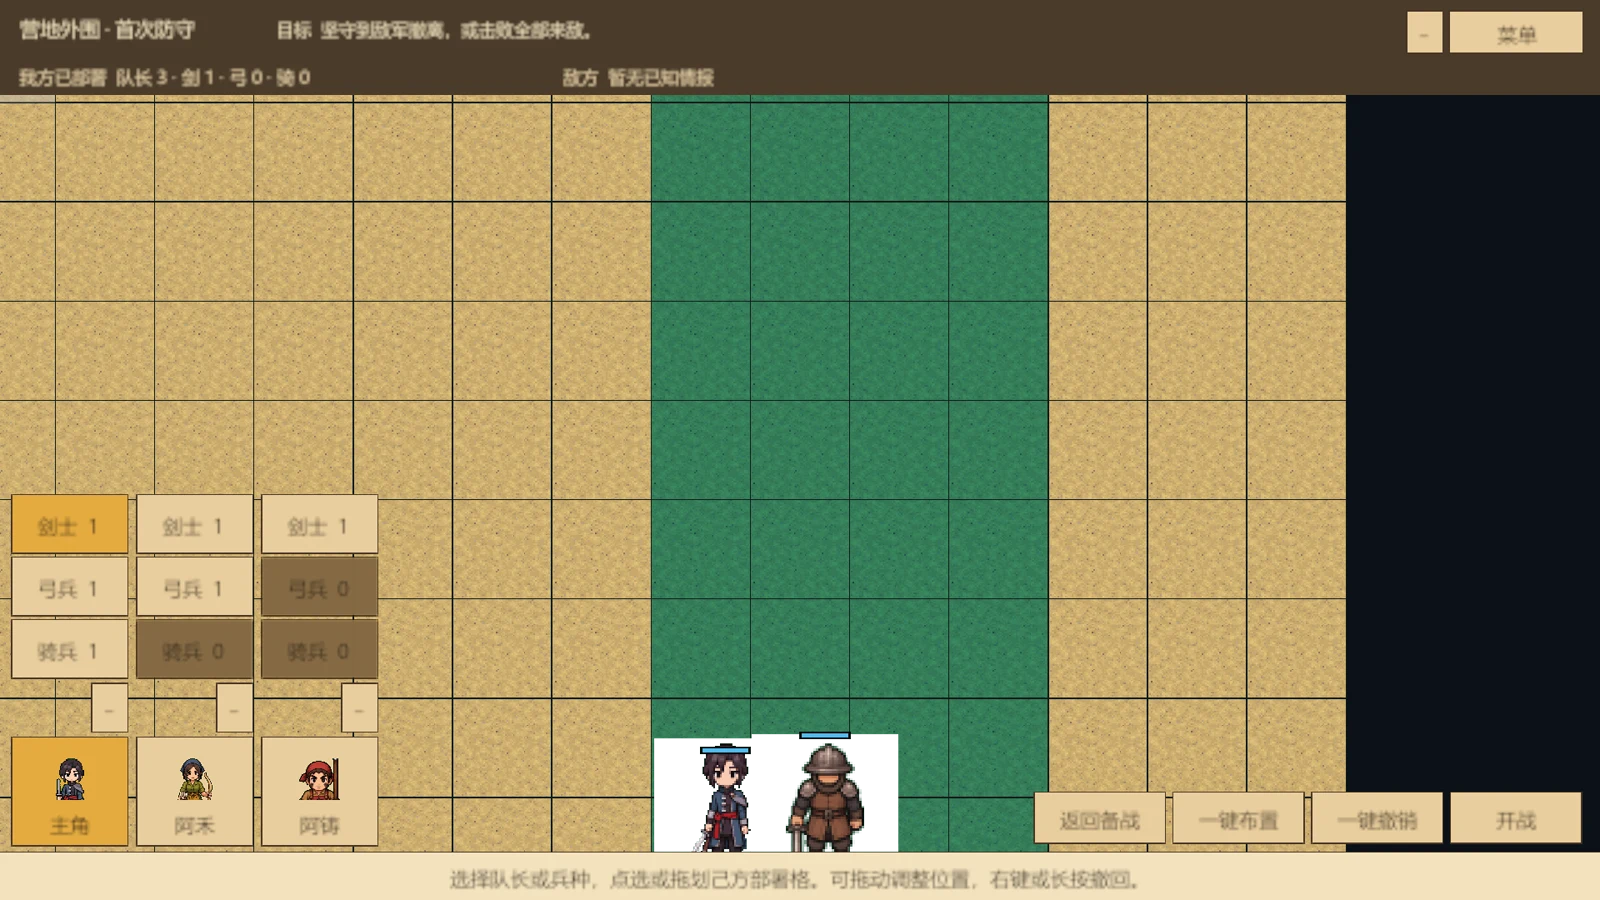 营地外围 - 首次防守
目标 坚守到敌军撤离，或击败全部来敌。
- 菜单
我方已部署 队长 3 · 剑 1 · 弓 0 · 骑 0
敌方 暂无已知情报
剑士 1 剑士 1 剑士 1
弓兵 1 弓兵 1 弓兵 0
骑兵 1 骑兵 0 骑兵 0
- - -
主角 阿禾 阿铸
返回备战 一键布置 一键撤销 开战
选择队长或兵种，点选或拖划己方部署格。可拖动调整位置，右键或长按撤回。